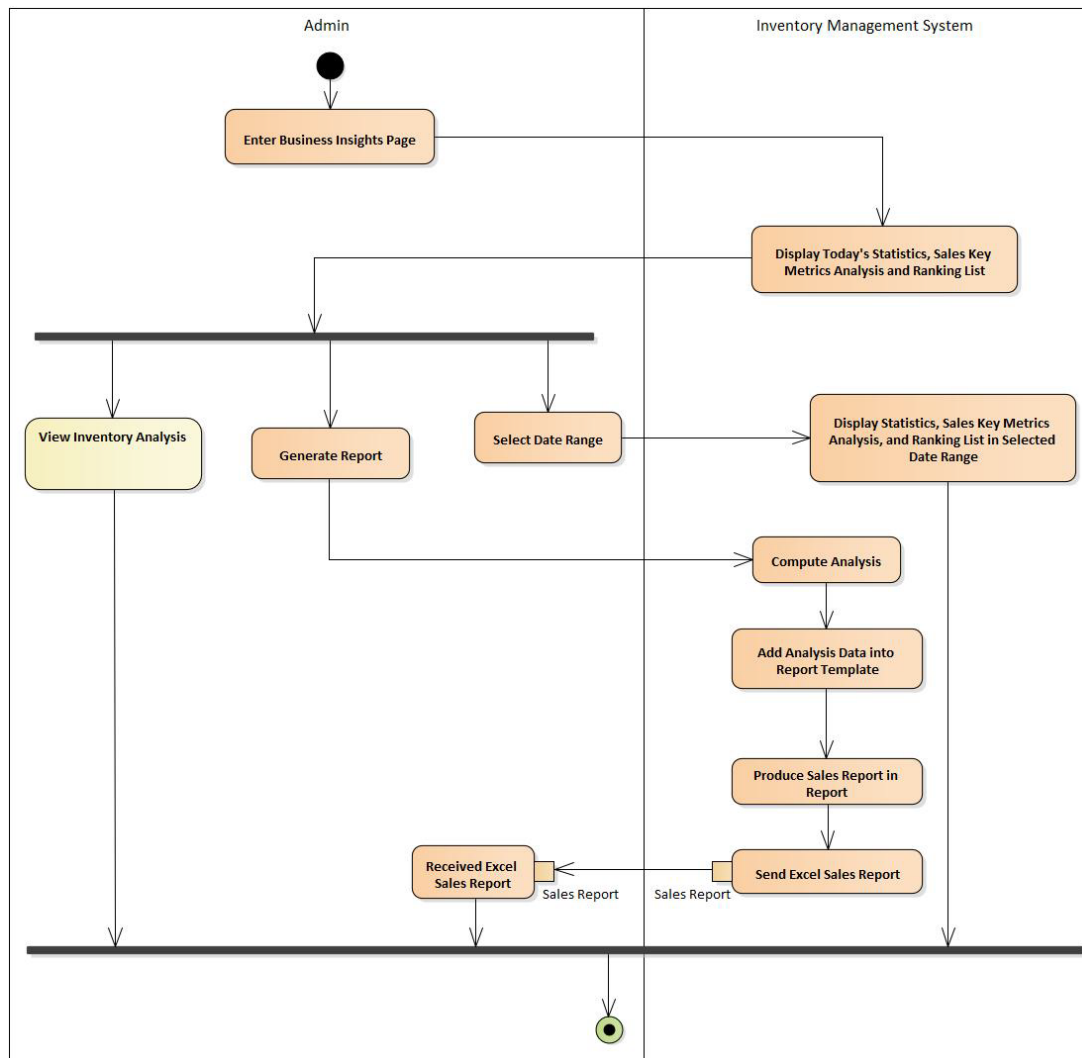 Admin
Inventory Management System
Enter Business Insights Page
Display Today's Statistics, Sales Key
Metrics Analysis and Ranking List
View Inventory Analysis
Generate Report
Select Date Range
Display Statistics, Sales Key Metrics
Analysis, and Ranking List in Selected
Date Range
Compute Analysis
Add Analysis Data into
Report Template
Produce Sales Report in
Report
Received Excel
Sales Report
Sales Report
Sales Report
Send Excel Sales Report